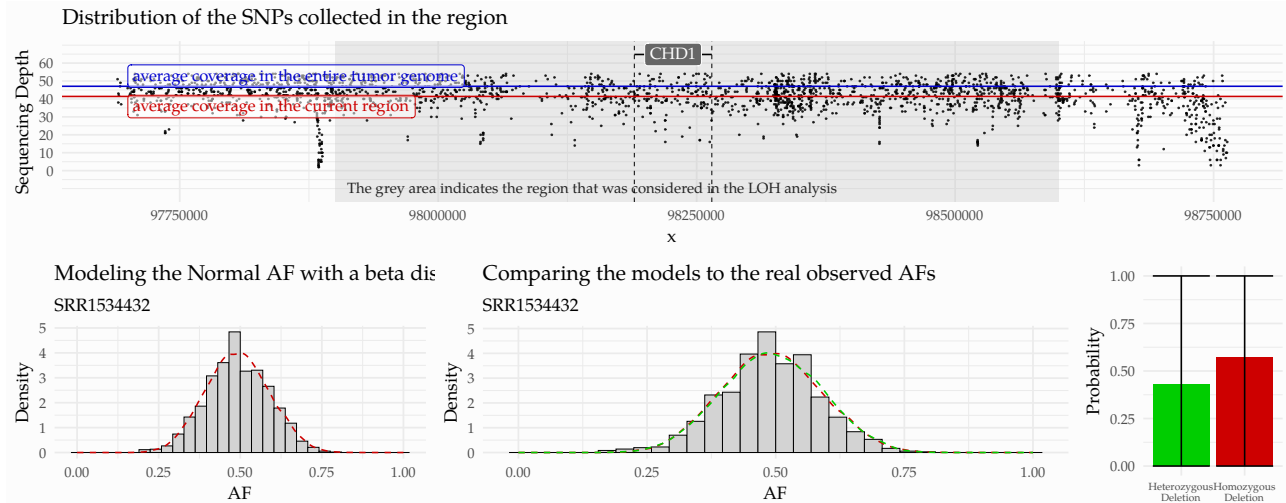 Distribution of the SNPs collected in the region
Sequencing Depth
60
50
40
30
20
10
0
CHD1
average coverage in the entire tumor genome
average coverage in the current region
The grey area indicates the region that was considered in the LOH analysis
97750000
98000000
98250000
98500000
98750000
x
Modeling the Normal AF with a beta dis
SRR1534432
Density
5
4
3
2
1
0
0.00
0.25
0.50
0.75
1.00
AF
Comparing the models to the real observed AFs
SRR1534432
Density
5
4
3
2
1
0
0.00
0.25
0.50
0.75
1.00
AF
Probability
1.00
0.75
0.50
0.25
0.00
Heterozygous
Deletion
Homozygous
Deletion